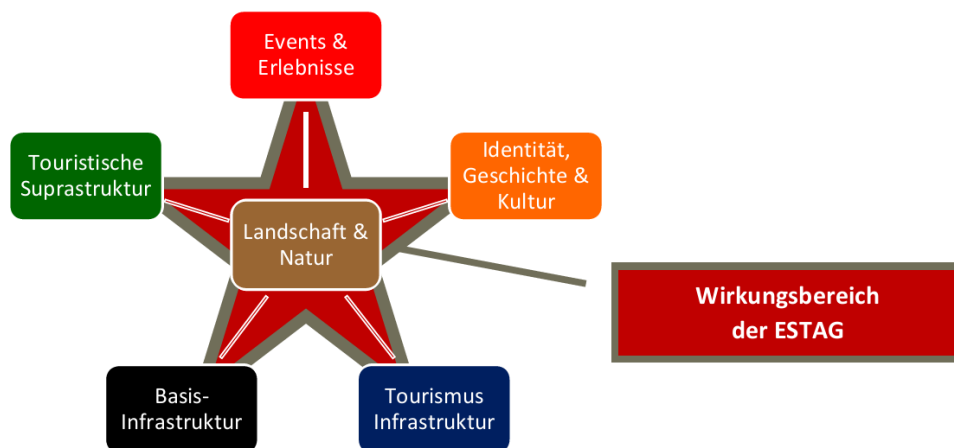 Events &
Erlebnisse
Touristische
Suprastruktur
Identität,
Geschichte &
Kultur
Landschaft &
Natur
Wirkungsbereich
der ESTAG
Basis-
Infrastruktur
Tourismus
Infrastruktur